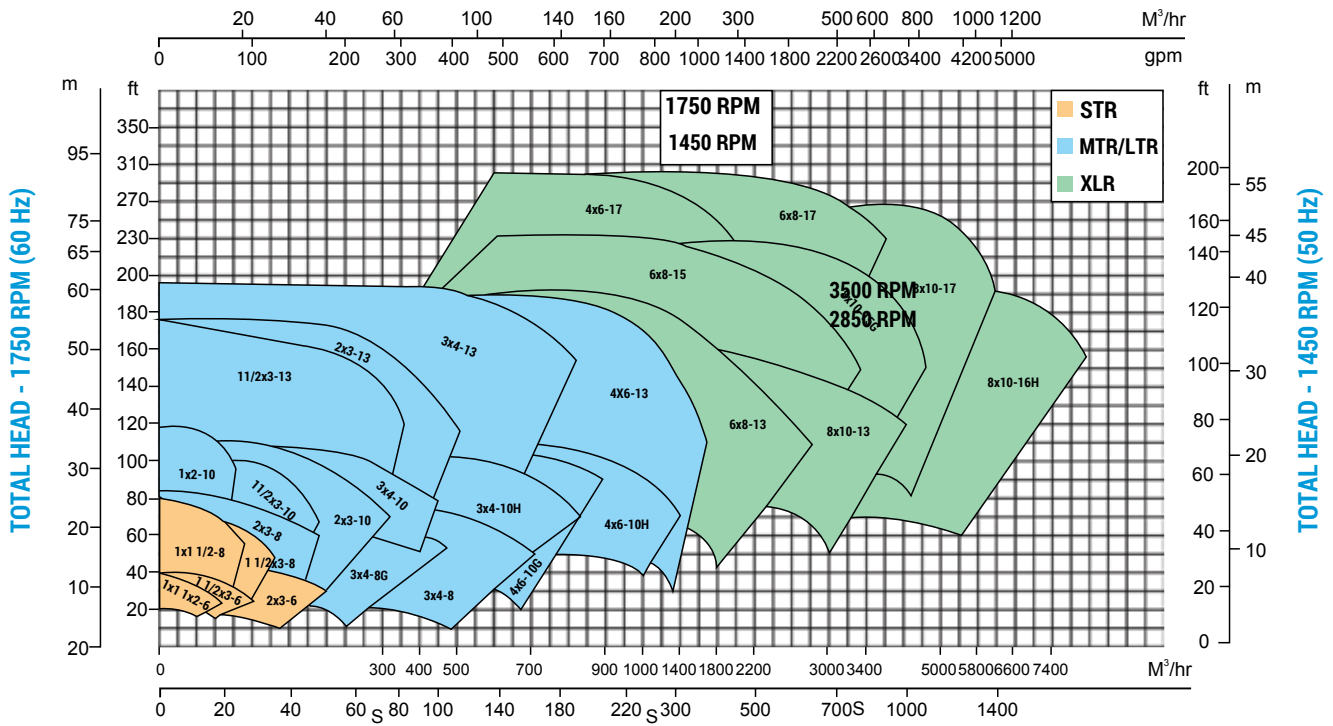 20 40 60 100 140 160 200 300 500 600 800 1000 1200 M³/hr
0 100 200 300 400 500 600 700 800 1000 1400 1800 2200 2600 3400 4200 5000 gpm
m ft ft m
1750 RPM
1450 RPM
STR
MTR/LTR
XLR
350
310
270
230
200
180
160
140
120
100
80
60
40
20
95
75
65
60
50
40
30
20
10
20
TOTAL HEAD - 1750 RPM (60 Hz)
4x6-17
6x8-17
6x8-15
3500 RPM
2850 RPM
8x10-17
3x4-13
2x3-13
11/2x3-13
4X6-13
6x8-13
8x10-13
8x10-16H
1x2-10
11/2x3-10
3x4-10
2x3-10
3x4-10H
4x6-10H
2x3-8
1x1 1/2-8
1 1/2x3-8
3x4-8G
3x4-8
4x6-10G
1x1 1x2-6
1 1/2x3-6
2x3-6
200
160
140
120
100
80
60
40
20
0
55
45
40
30
20
10
TOTAL HEAD - 1450 RPM (50 Hz)
0 300 400 500 700 900 1000 1400 1800 2200 3000 3400 5000 5800 6600 7400 M³/hr
0 20 40 60 S 80 100 140 180 220 S 300 500 700 S 1000 1400